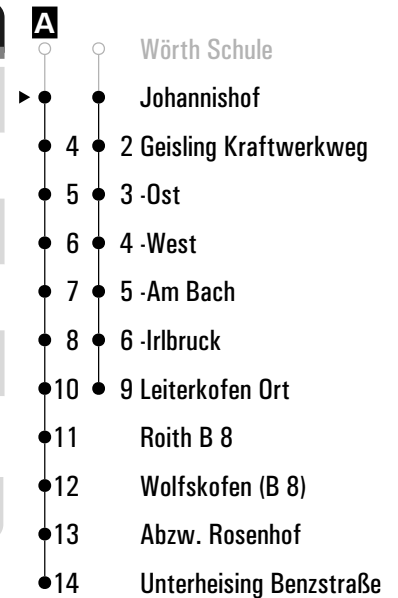 A
Wörth Schule
Johannishof
4 2 Geisling Kraftwerkweg
5 3 -Ost
6 4 -West
7 5 -Am Bach
8 6 -Irlbruck
10 9 Leiterkofen Ort
11 Roith B 8
12 Wolfskofen (B 8)
13 Abzw. Rosenhof
14 Unterheising Benzstraße